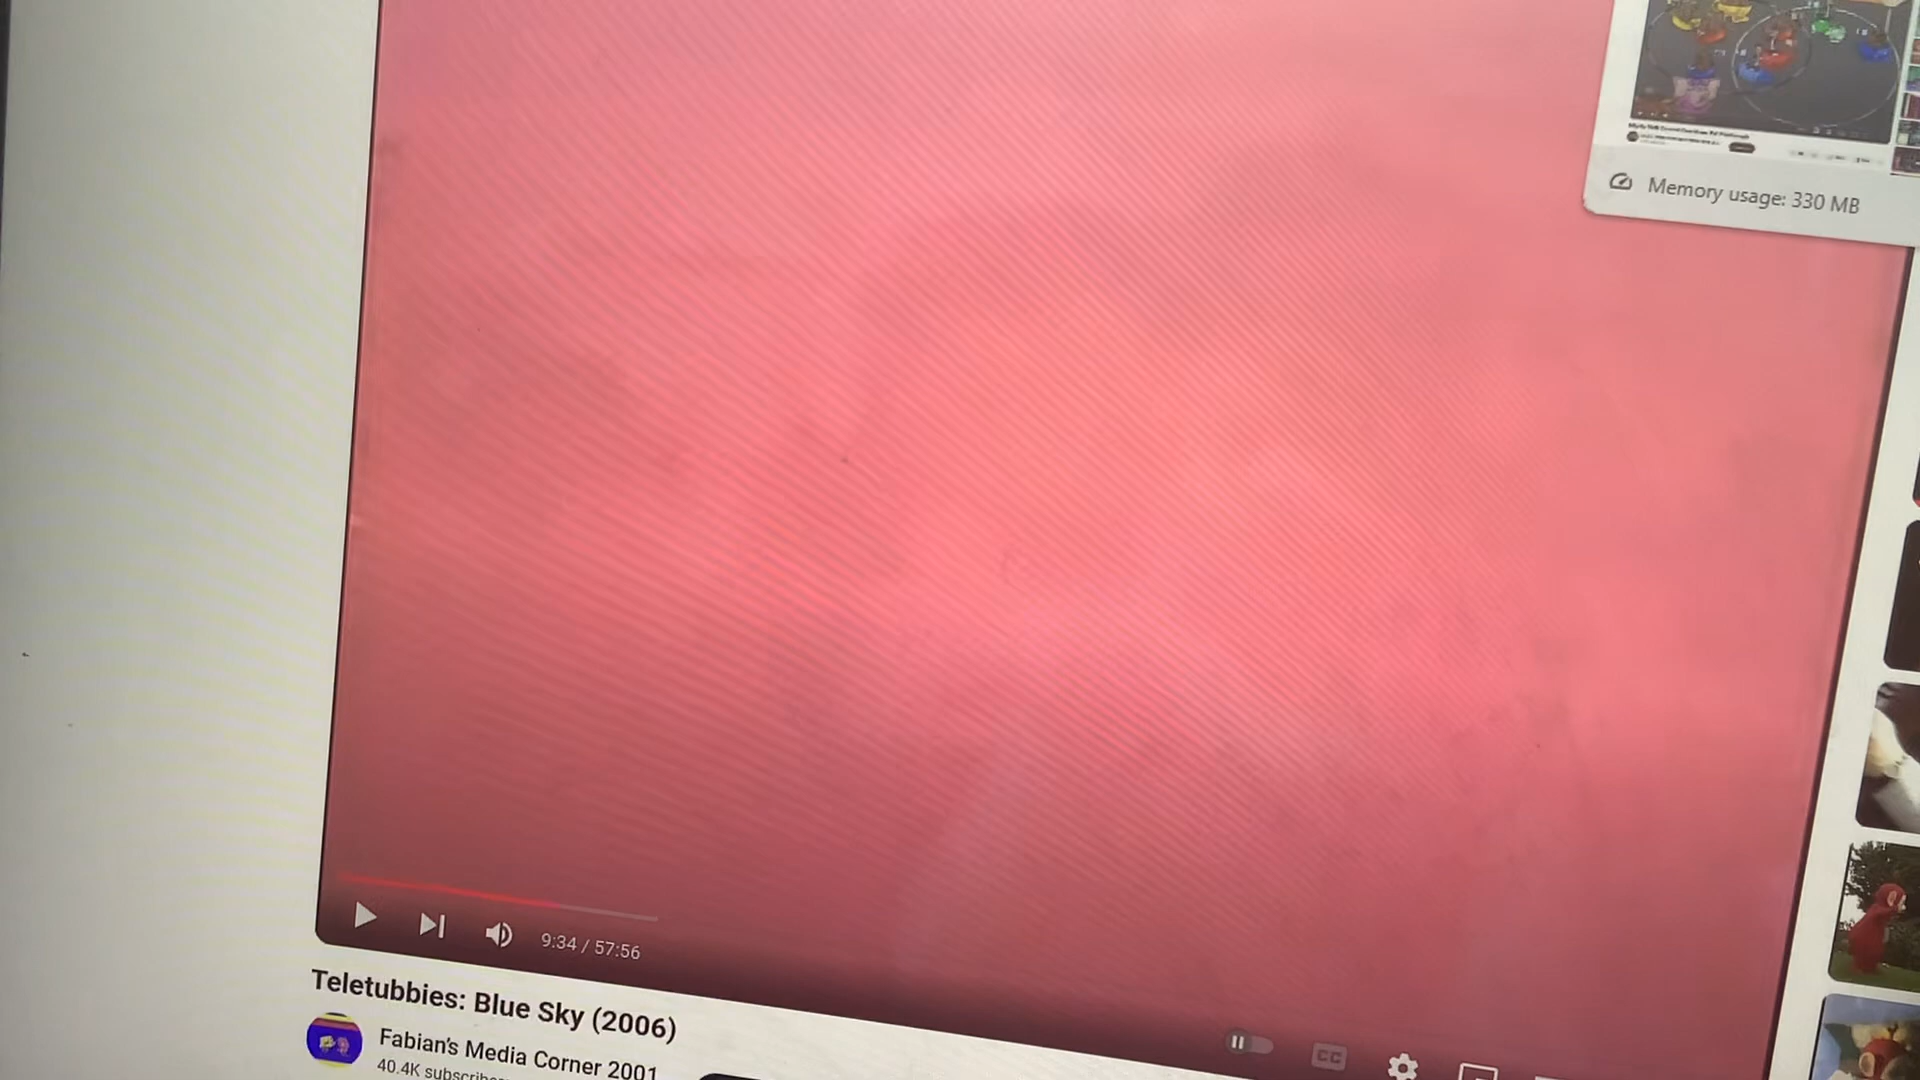 Memory usage: 330 MB
9:34 / 57:56
Teletubbies: Blue Sky (2006)
Fabian's Media Corner 2001
40.4K
CC